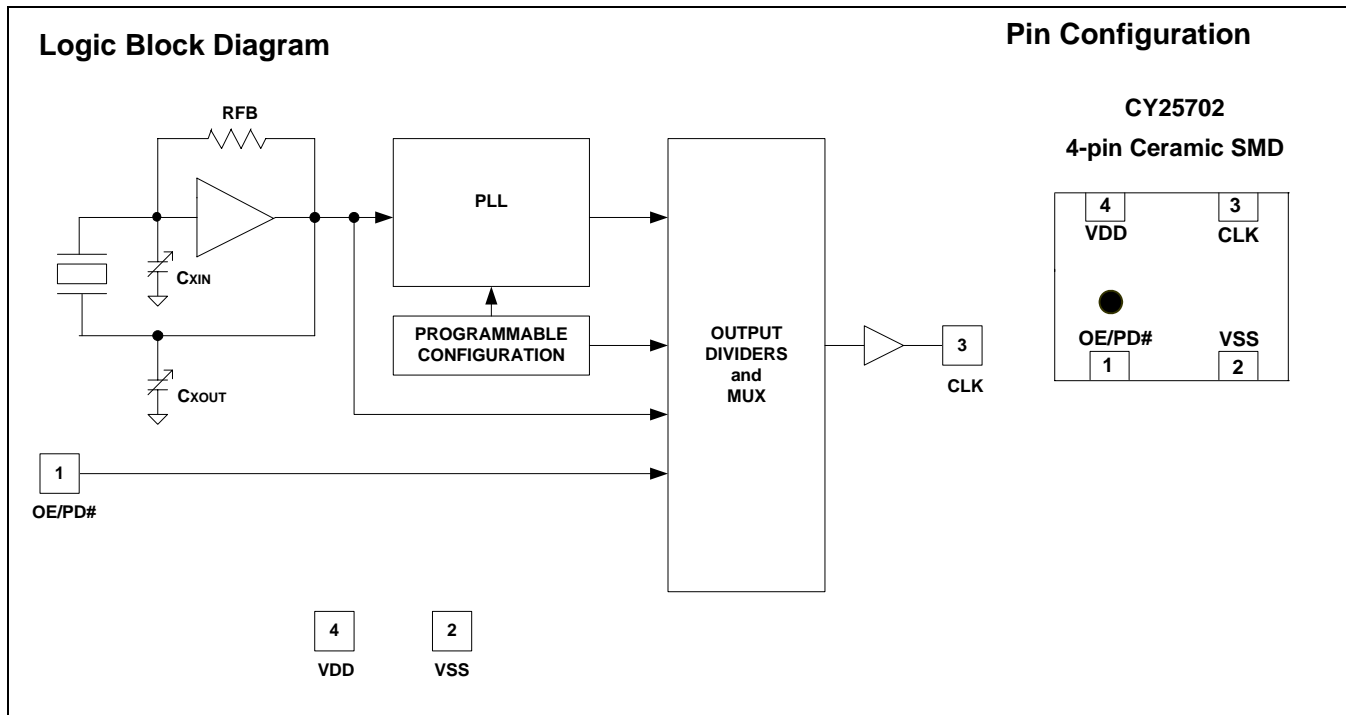 Logic Block Diagram
RFB
CXIN
CXOUT
PLL
PROGRAMMABLE
CONFIGURATION
OUTPUT
DIVIDERS
and
MUX
3
CLK
1
OE/PD#
4
VDD
2
VSS
Pin Configuration
CY25702
4-pin Ceramic SMD
4
VDD
3
CLK
OE/PD#
1
VSS
2